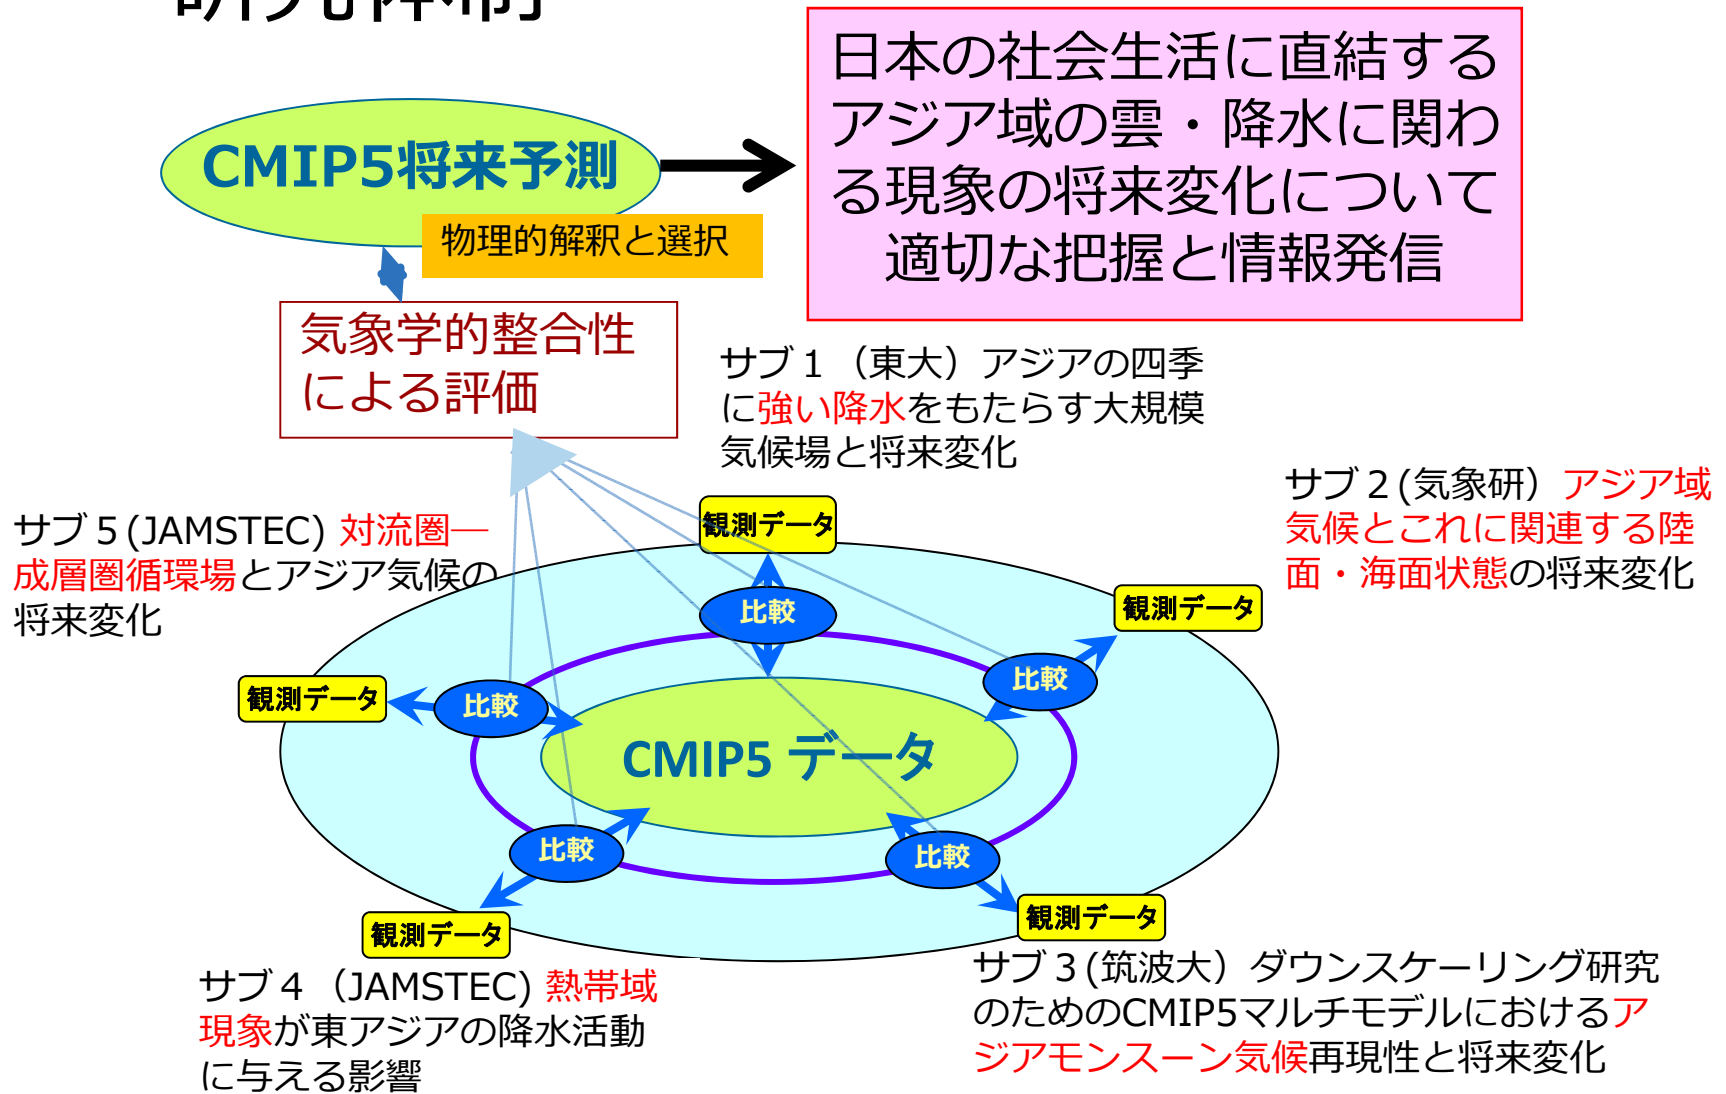 日本の社会生活に直結する
アジア域の雲・降水に関わ
る現象の将来変化について
適切な把握と情報発信
CMIP5将来予測
物理的解釈と選択
気象学的整合性
による評価
サブ１（東大）アジアの四季
に強い降水をもたらす大規模
気候場と将来変化
サブ２(気象研）アジア域
気候とこれに関連する陸
面・海面状態の将来変化
サブ５(JAMSTEC) 対流圏―
成層圏循環場とアジア気候の
将来変化
観測データ
比較
観測データ
比較
観測データ
比較
CMIP5 データ
比較
比較
観測データ
観測データ
サブ４（JAMSTEC) 熱帯域
現象が東アジアの降水活動
に与える影響
サブ３(筑波大）ダウンスケーリング研究
のためのCMIP5マルチモデルにおけるア
ジアモンスーン気候再現性と将来変化